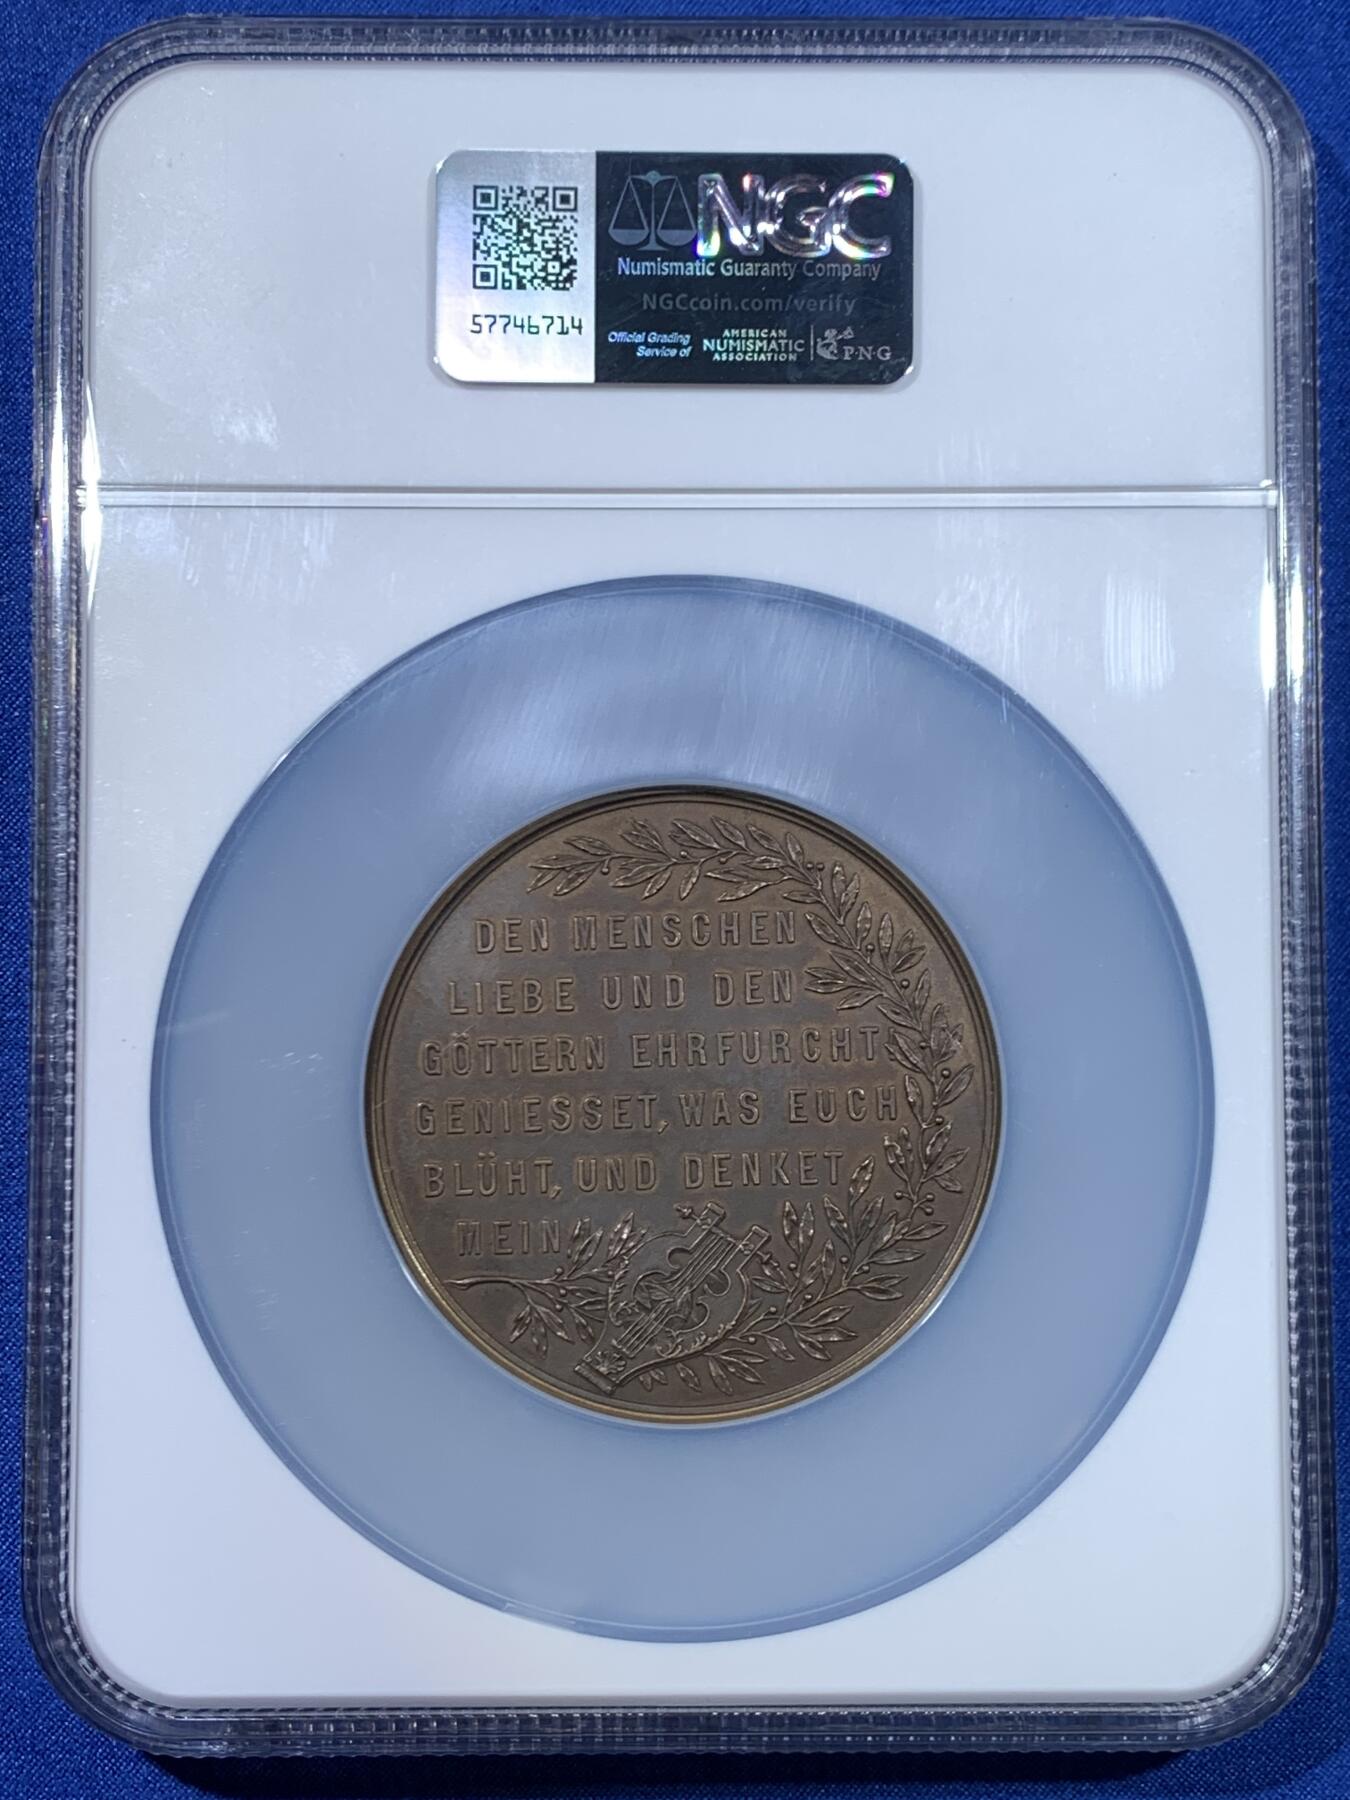 NGC
Numismatic Guaranty Company
NGCcoin.com/verify
57746714
Official Grading
Service of
AMERICAN
NUMISMATIC
ASSOCIATION
P·N·G
DEN MENSCHEN
LIEBE UND DEN
GÖTTERN EHRFURCHT
GENIESSET, WAS EUCH
BLÜHT, UND DENKET
MEIN